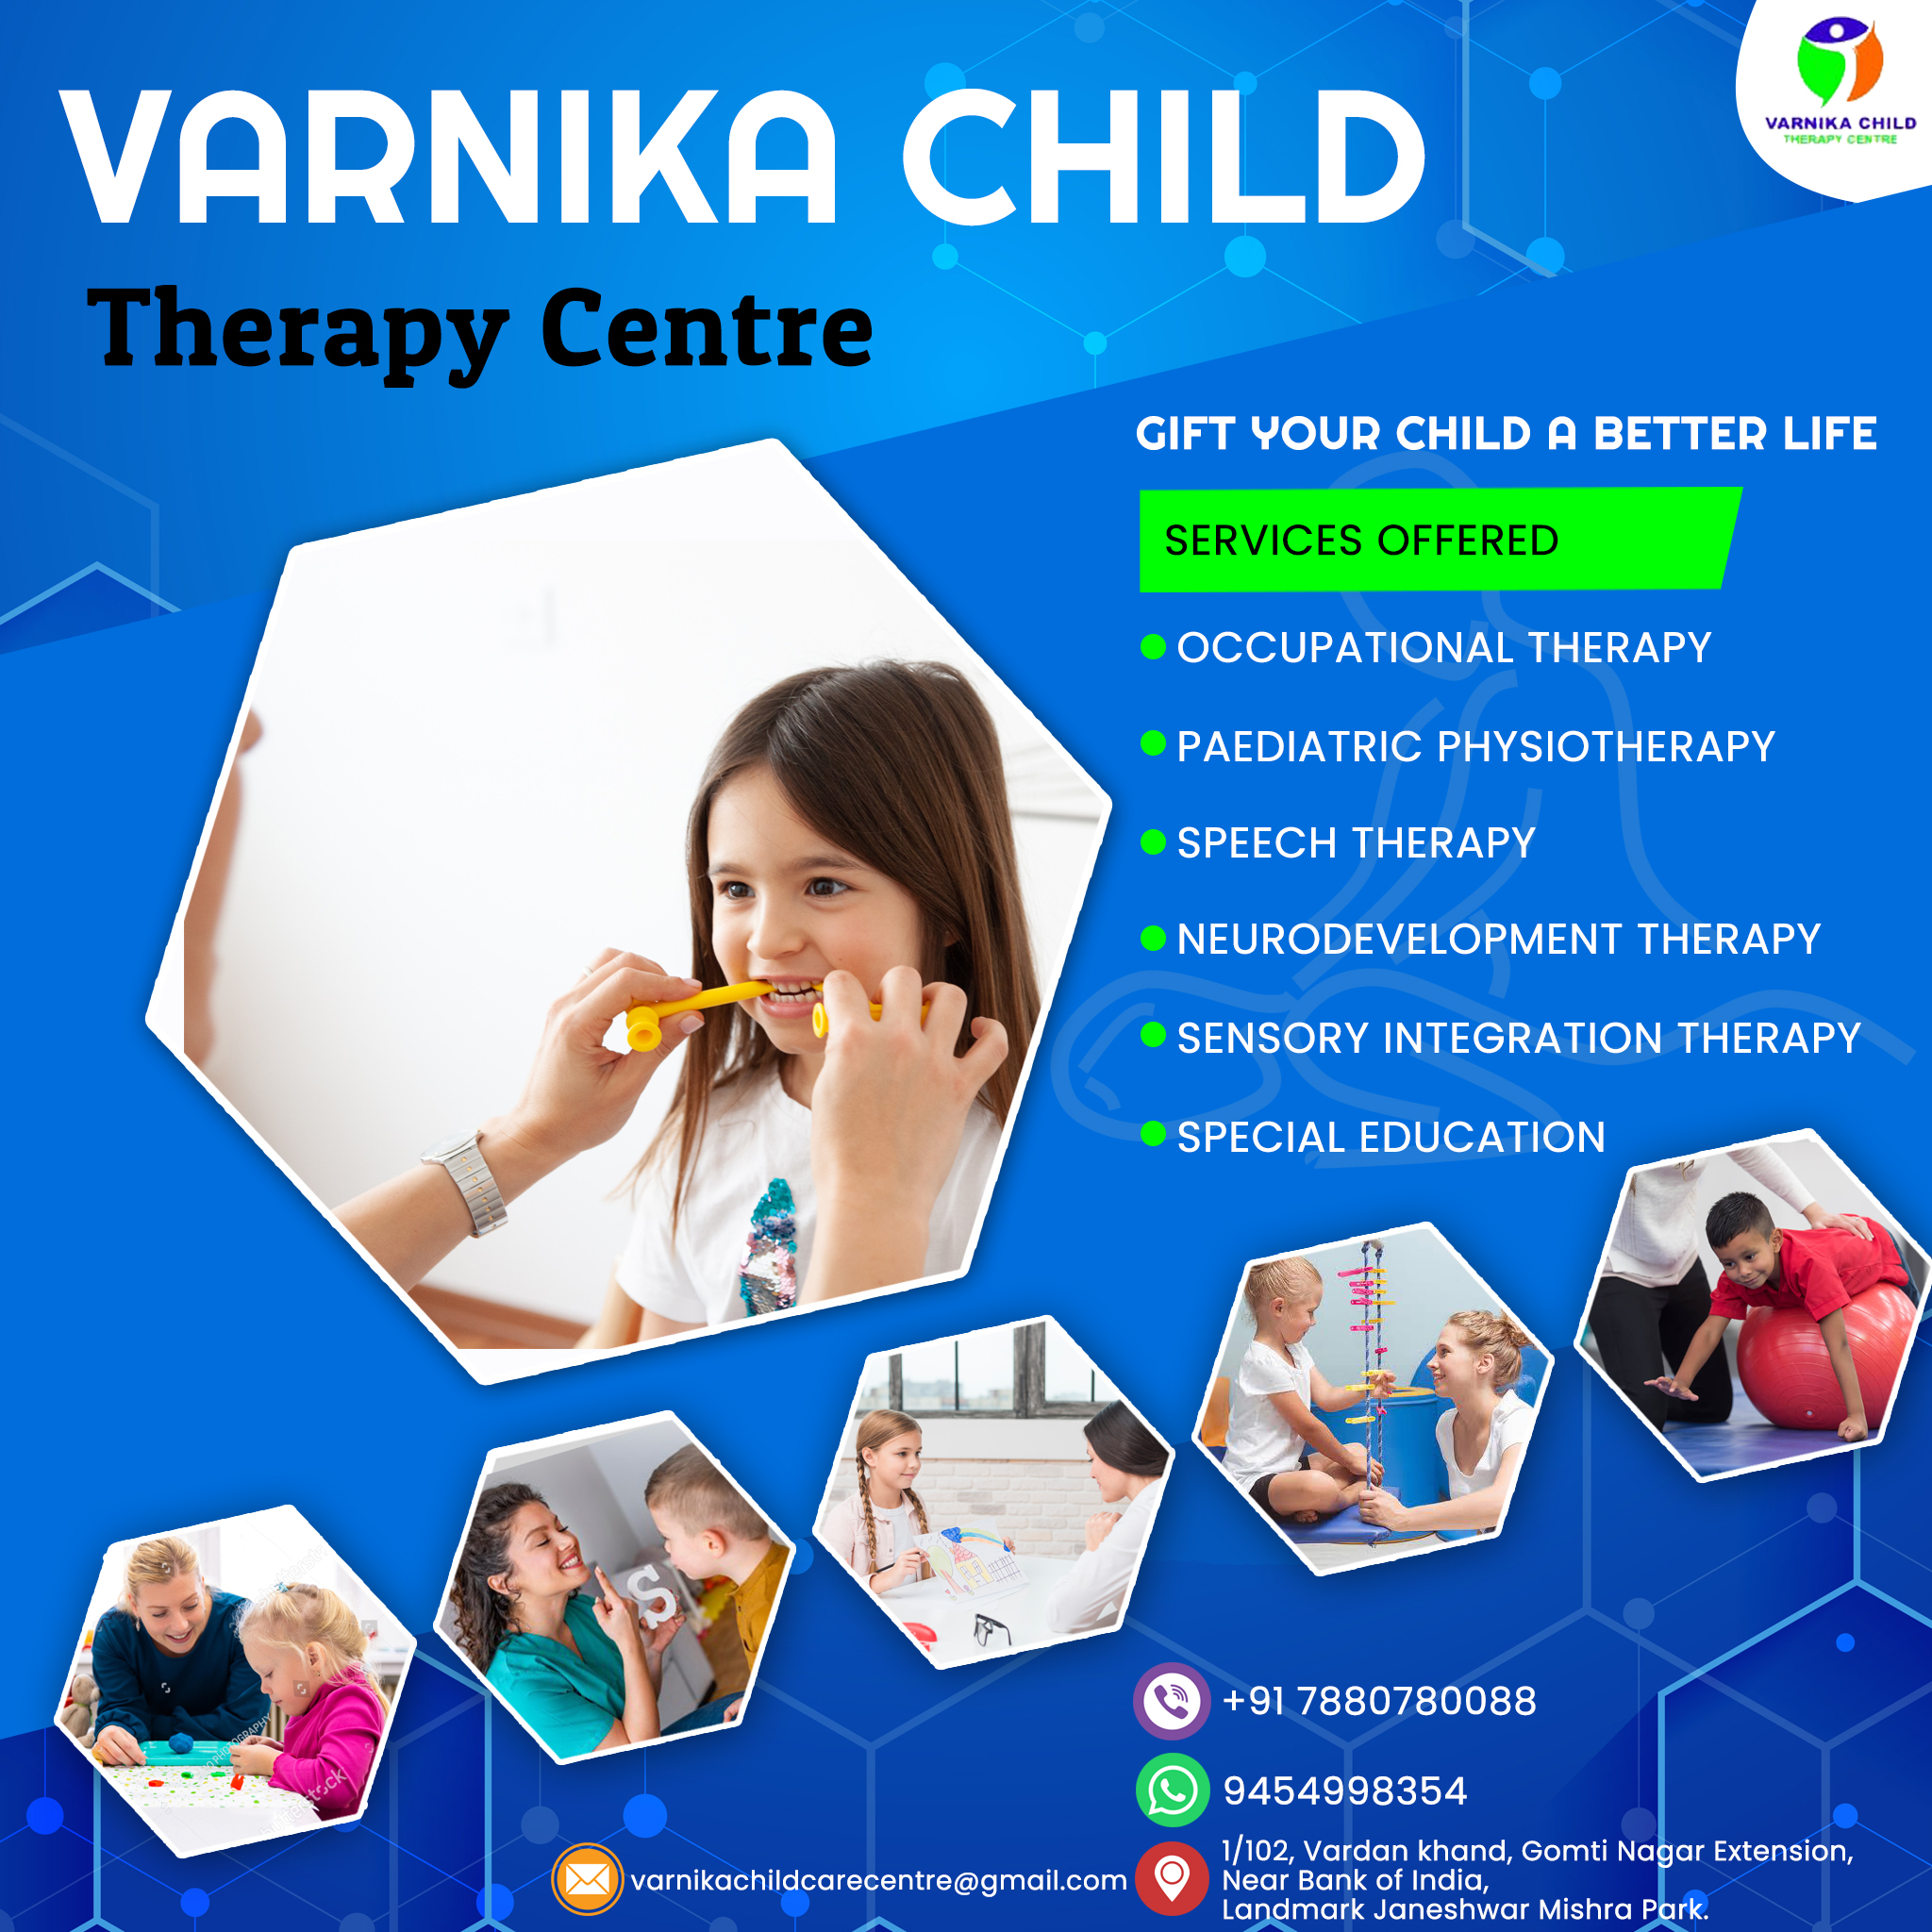 VARNIKA CHILD
Therapy Centre
VARNIKA CHILD
THERAPY CENTRE
GIFT YOUR CHILD A BETTER LIFE
SERVICES OFFERED
OCCUPATIONAL THERAPY
PAEDIATRIC PHYSIOTHERAPY
SPEECH THERAPY
NEURODEVELOPMENT THERAPY
SENSORY INTEGRATION THERAPY
SPECIAL EDUCATION
S
+91 7880780088
9454998354
varnikachildcarecentre@gmail.com
1/102, Vardan khand, Gomti Nagar Extension,
Near Bank of India,
Landmark Janeshwar Mishra Park.